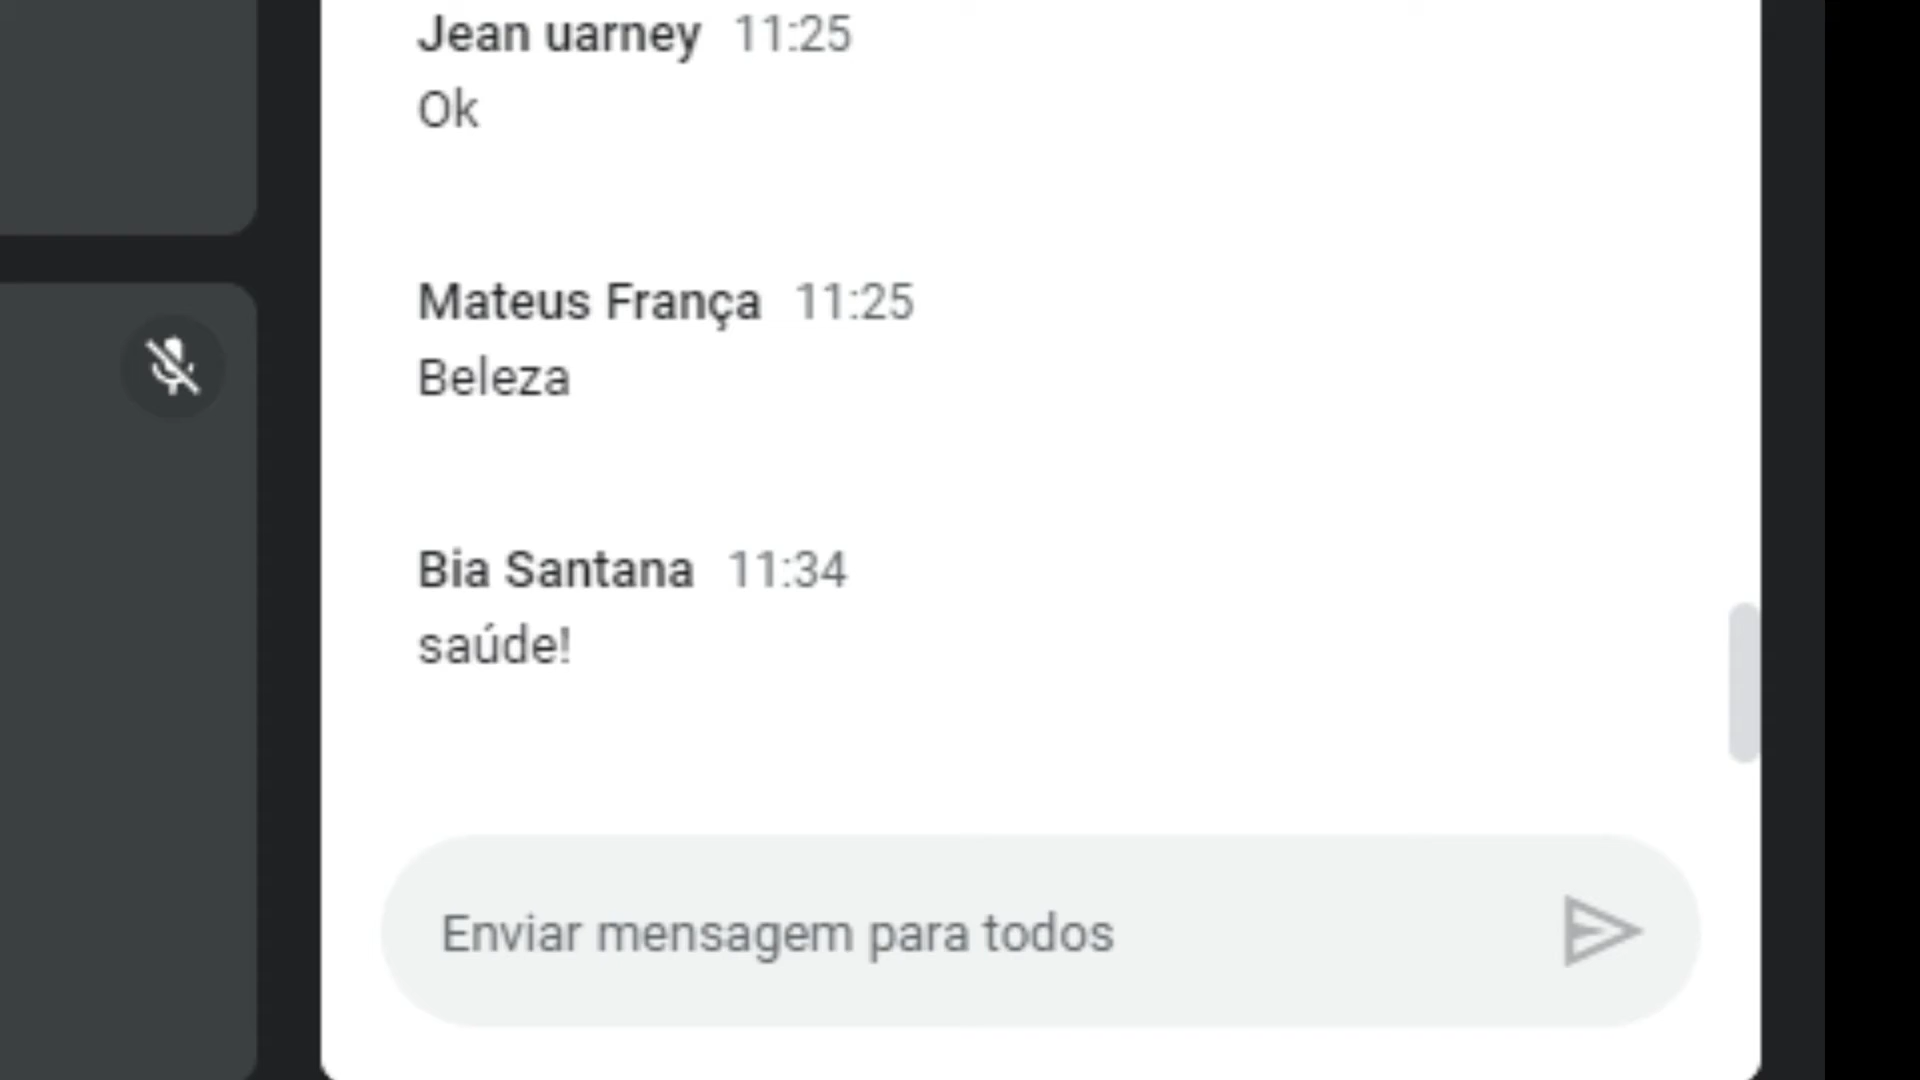 Jean uarney 11:25
Ok
Mateus França 11:25
Beleza
Bia Santana 11:34
saúde!
Enviar mensagem para todos